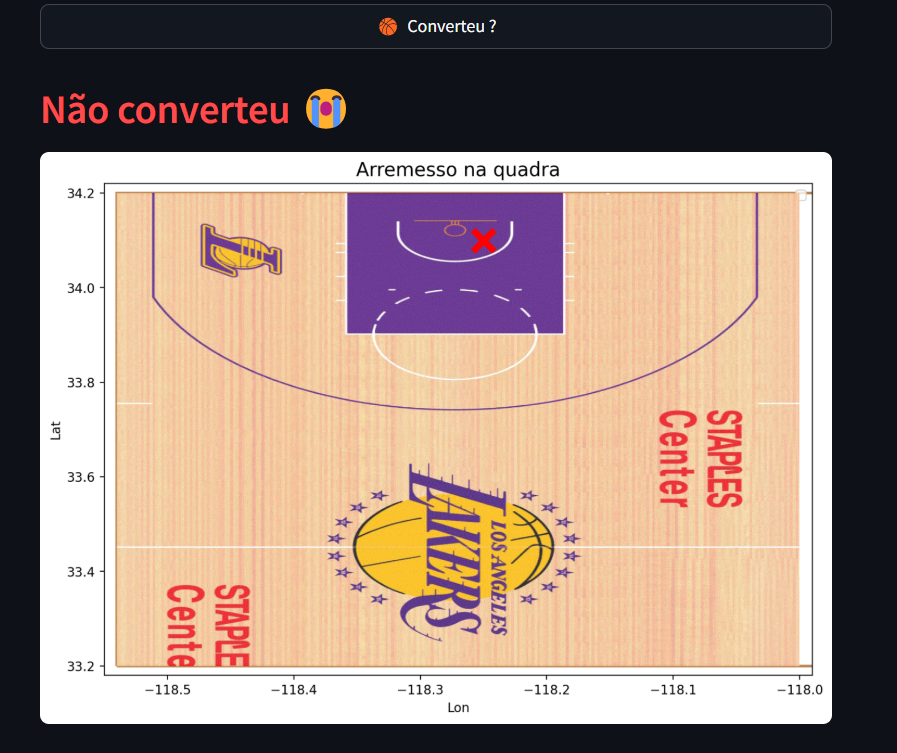 🏀 Converteu ?
Não converteu 😭
Arremesso na quadra
34.2
34.0
33.8
33.6
33.4
33.2
Lat
L
STAPLES
Center
LOS ANGELES
LAKERS
STAPLE
Cente
−118.5
−118.4
−118.3
−118.2
−118.1
−118.0
Lon